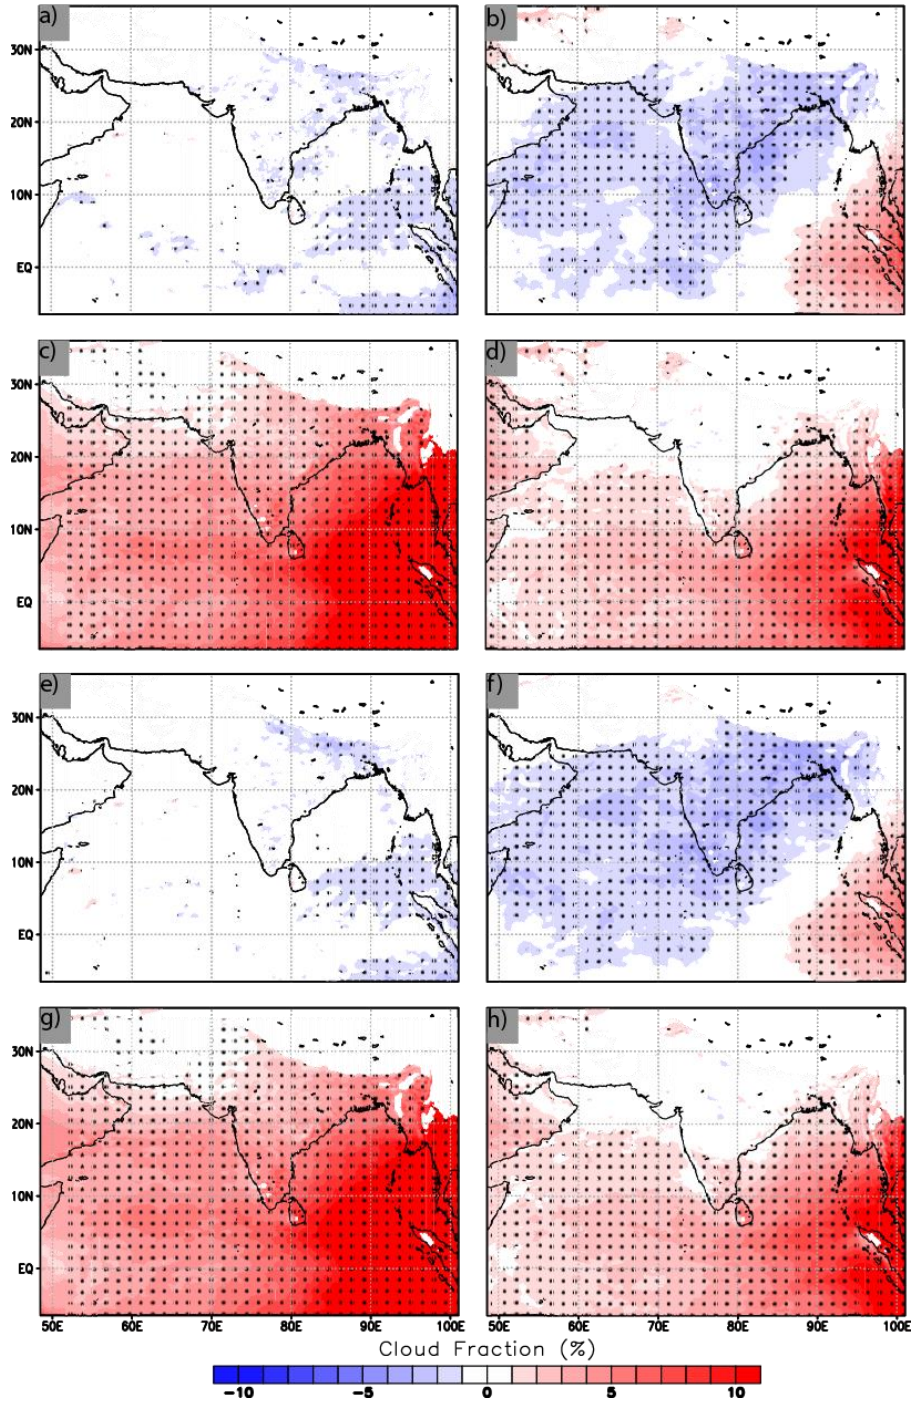 a) b)
30N
20N
10N
EQ
c) d)
30N
20N
10N
EQ
e) f)
30N
20N
10N
EQ
g) h)
30N
20N
10N
EQ
50E 60E 70E 80E 90E 100E 50E 60E 70E 80E 90E 100E
Cloud Fraction (%)
-10 -5 0 5 10